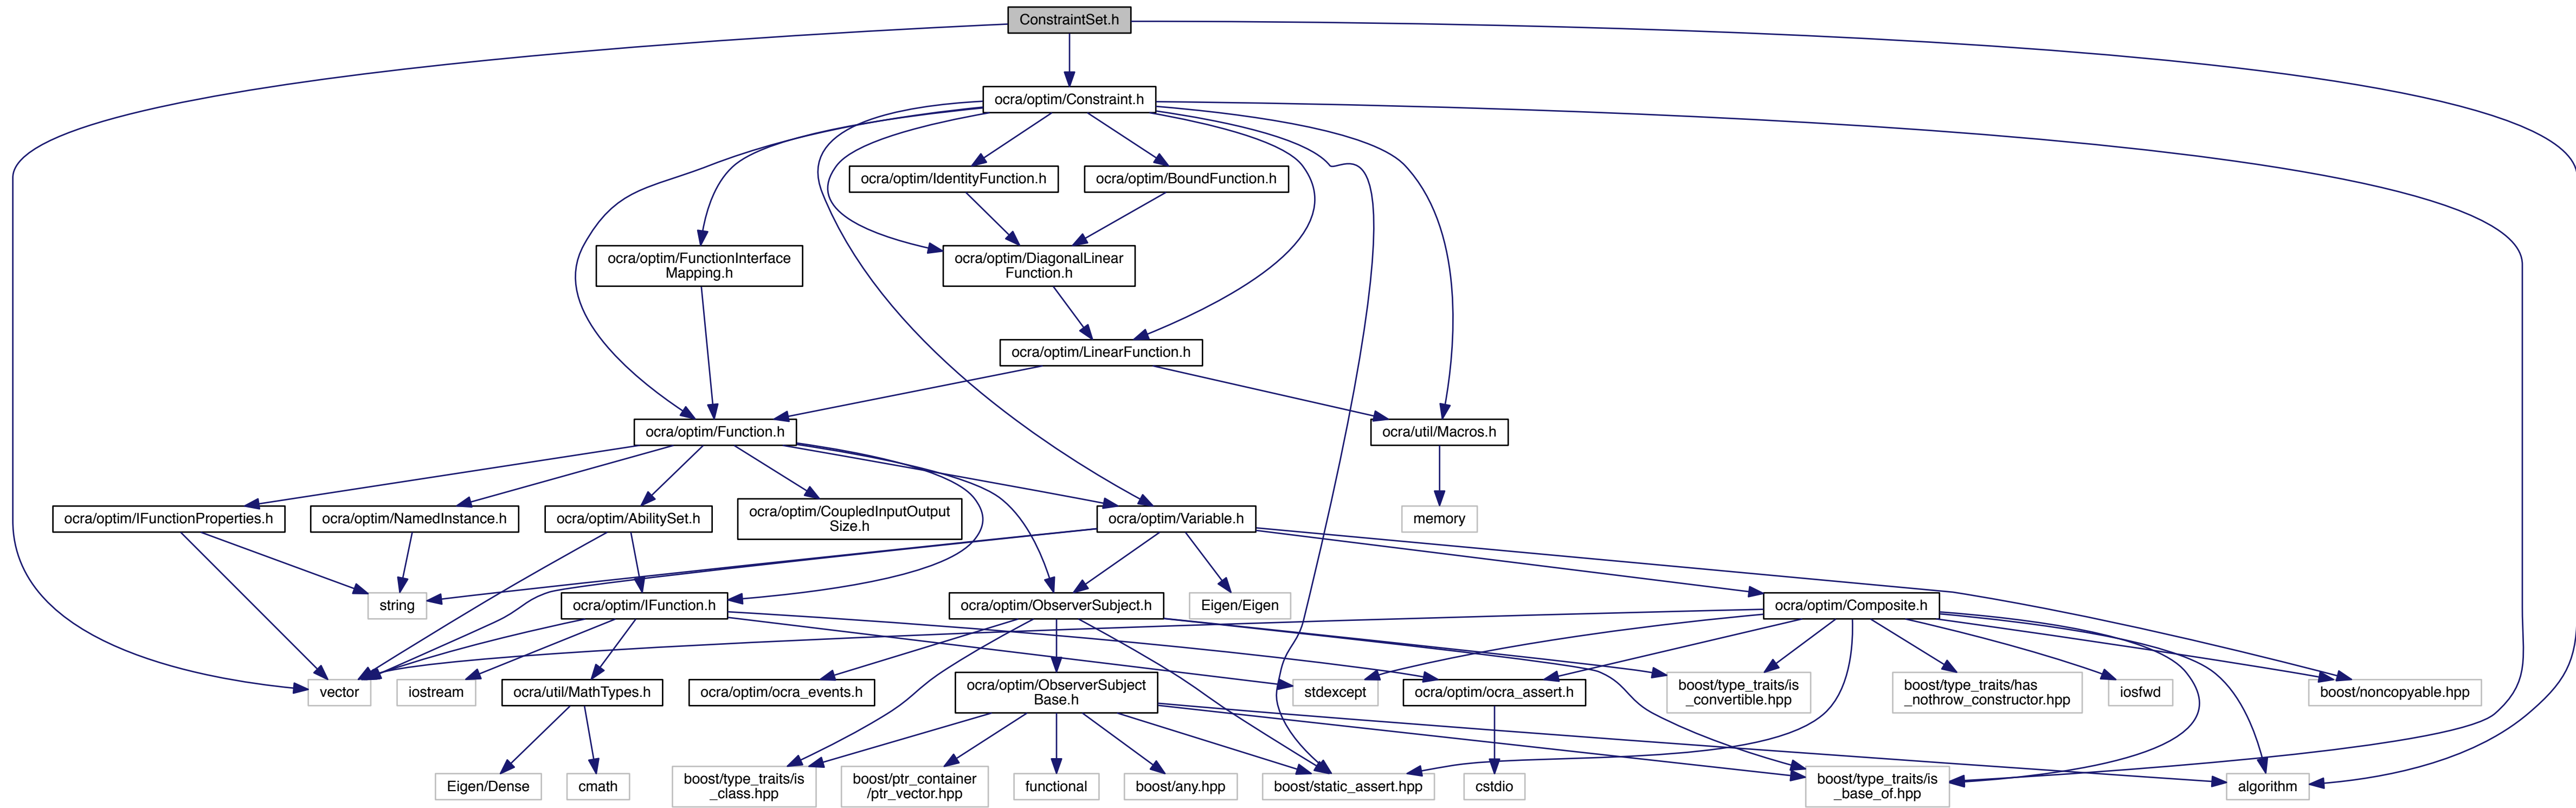 ConstraintSet.h
ocra/optim/Constraint.h
ocra/optim/IdentityFunction.h
ocra/optim/BoundFunction.h
ocra/optim/FunctionInterface
Mapping.h
ocra/optim/DiagonalLinear
Function.h
ocra/optim/LinearFunction.h
ocra/optim/Function.h
ocra/util/Macros.h
ocra/optim/IFunctionProperties.h
ocra/optim/NamedInstance.h
ocra/optim/AbilitySet.h
ocra/optim/CoupledInputOutput
Size.h
ocra/optim/Variable.h
memory
string
ocra/optim/IFunction.h
ocra/optim/ObserverSubject.h
Eigen/Eigen
ocra/optim/Composite.h
vector
iostream
ocra/util/MathTypes.h
ocra/optim/ocra_events.h
ocra/optim/ObserverSubject
Base.h
stdexcept
ocra/optim/ocra_assert.h
boost/type_traits/is
_convertible.hpp
boost/type_traits/has
_nothrow_constructor.hpp
iosfwd
boost/noncopyable.hpp
Eigen/Dense
cmath
boost/type_traits/is
_class.hpp
boost/ptr_container
/ptr_vector.hpp
functional
boost/any.hpp
boost/static_assert.hpp
cstdio
boost/type_traits/is
_base_of.hpp
algorithm